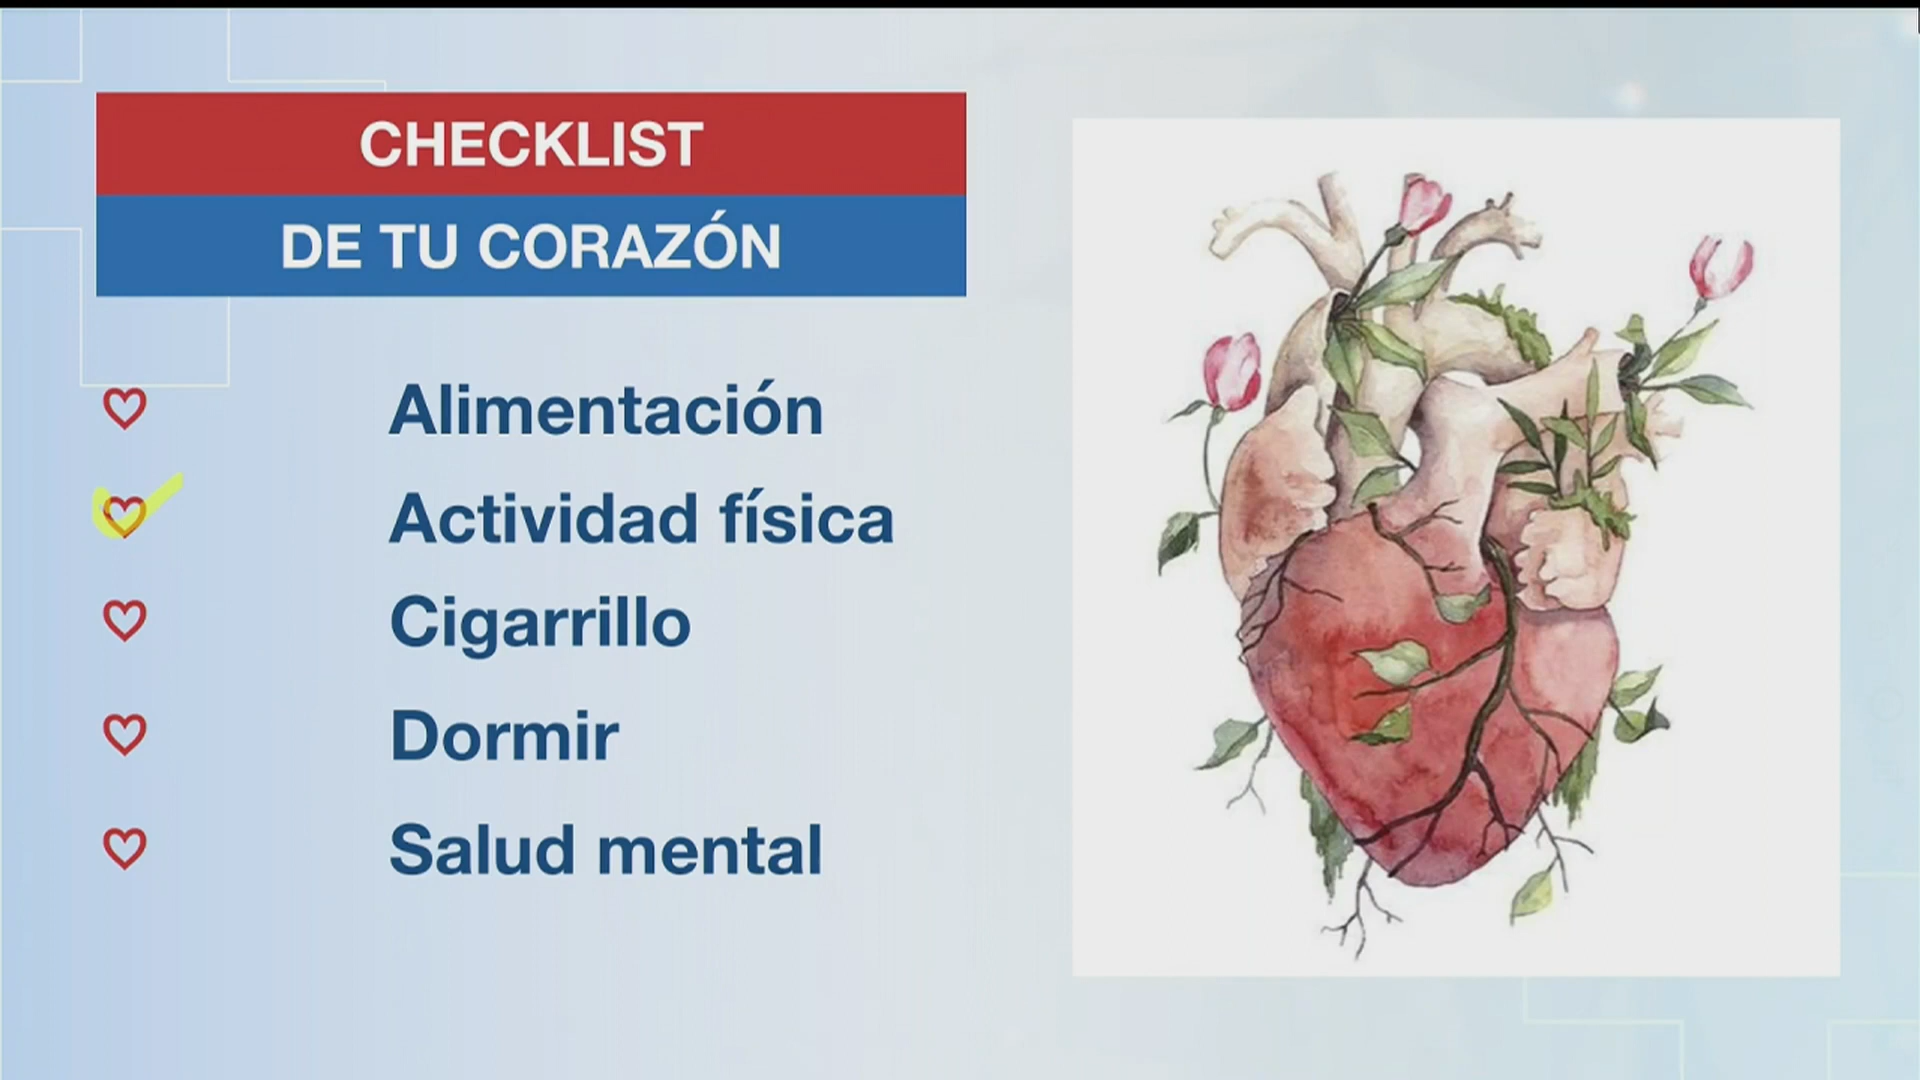 CHECKLIST
DE TU CORAZÓN
Alimentación
Actividad física
Cigarrillo
Dormir
Salud mental